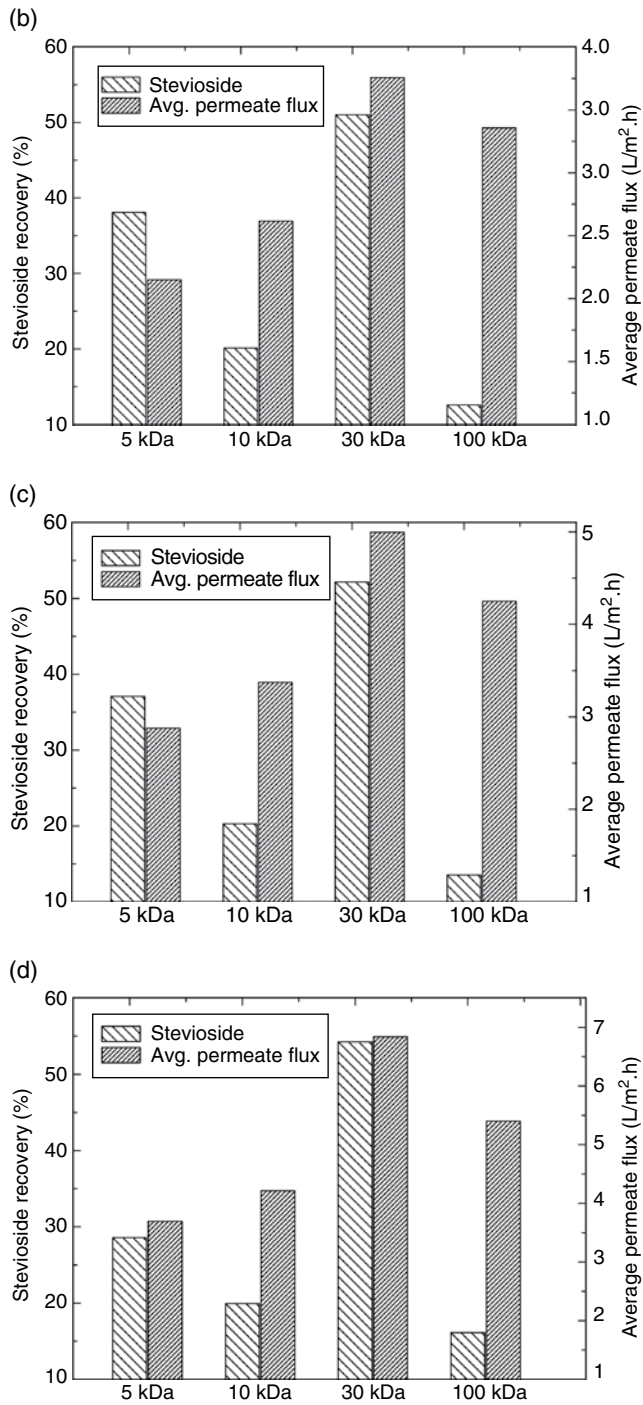 (b)
60
50
40
30
20
10
Stevioside recovery (%)
Stevioside
Avg. permeate flux
4.0
3.5
3.0
2.5
2.0
1.5
1.0
Average permeate flux (L/m².h)
5 kDa
10 kDa
30 kDa
100 kDa
(c)
60
50
40
30
20
10
Stevioside recovery (%)
Stevioside
Avg. permeate flux
5
4
3
2
1
Average permeate flux (L/m².h)
5 kDa
10 kDa
30 kDa
100 kDa
(d)
60
50
40
30
20
10
Stevioside recovery (%)
Stevioside
Avg. permeate flux
7
6
5
4
3
2
1
Average permeate flux (L/m².h)
5 kDa
10 kDa
30 kDa
100 kDa